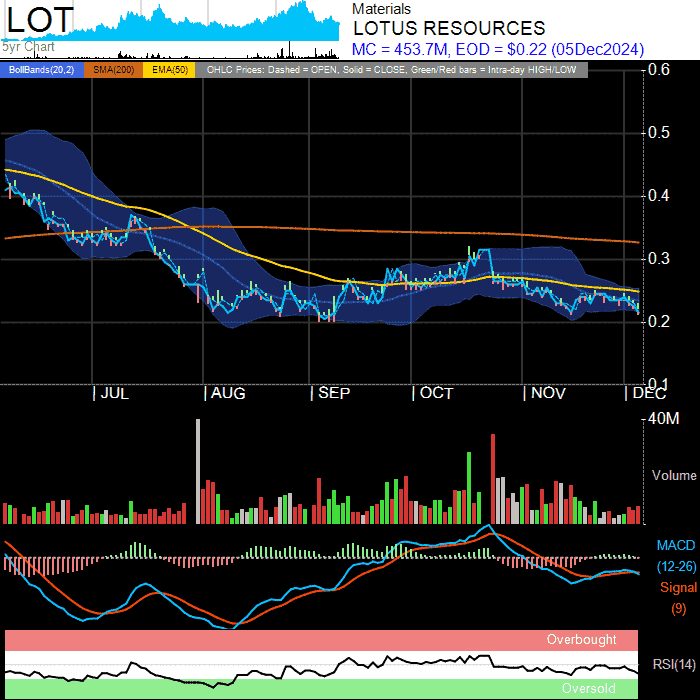 LOT
5yr Chart
Materials
LOTUS RESOURCES
MC = 453.7M, EOD = $0.22 (05Dec2024)
BollBands(20,2) SMA(200) EMA(50) OHLC Prices: Dashed = OPEN, Solid = CLOSE, Green/Red bars = Intra-day HIGH/LOW
0.6
0.5
0.4
0.3
0.2
0.1
JUL AUG SEP OCT NOV DEC
40M
Volume
MACD
(12-26)
Signal
(9)
Overbought
RSI(14)
Oversold